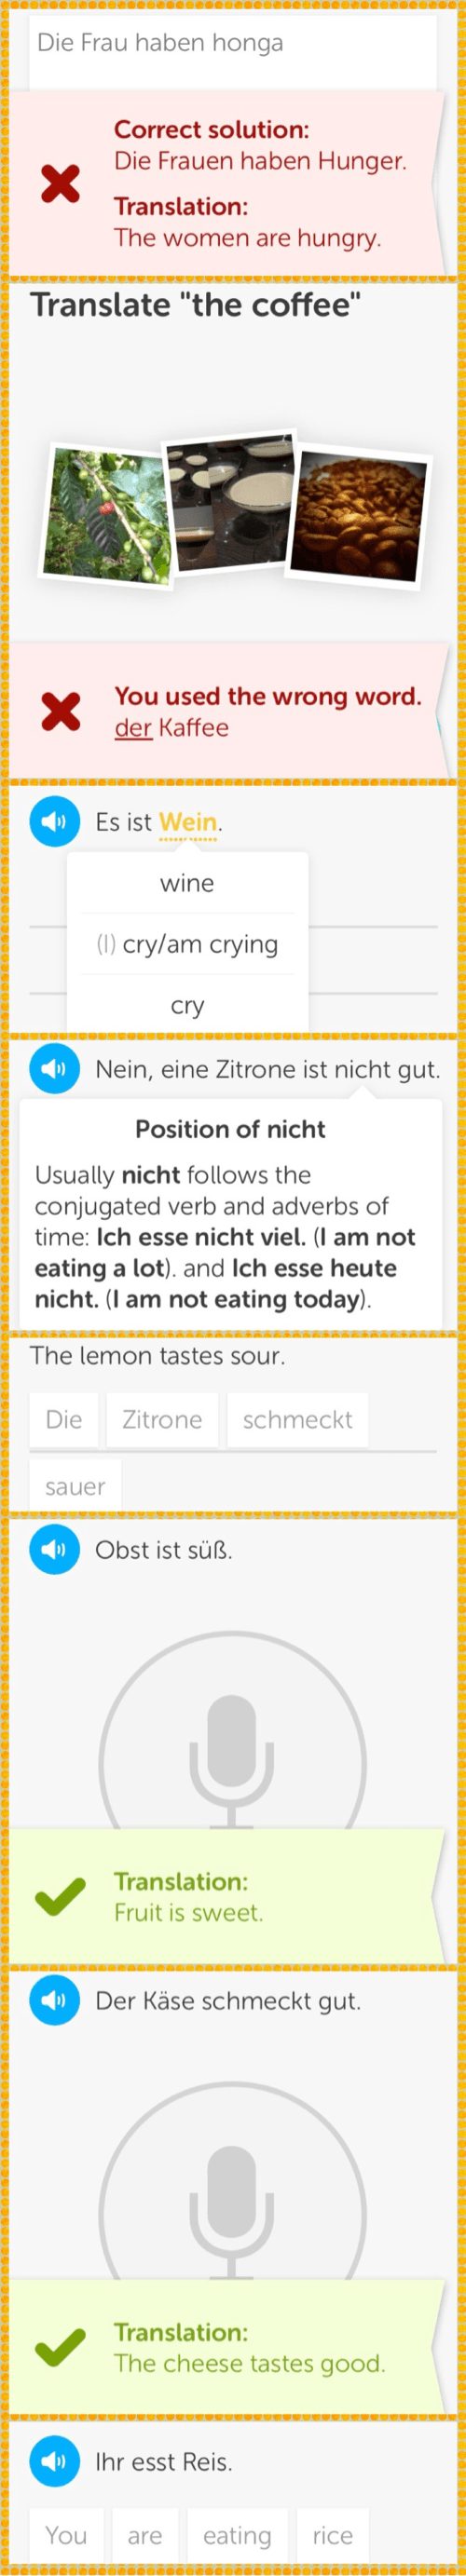 Die Frau haben honga
Correct solution:
Die Frauen haben Hunger.
Translation:
The women are hungry.
Translate "the coffee"
You used the wrong word.
der Kaffee
Es ist Wein.
wine
(I) cry/am crying
cry
Nein, eine Zitrone ist nicht gut.
Position of nicht
Usually nicht follows the
conjugated verb and adverbs of
time: Ich esse nicht viel. (I am not
eating a lot). and Ich esse heute
nicht. (I am not eating today).
The lemon tastes sour.
Die Zitrone schmeckt
sauer
Obst ist süß.
Translation:
Fruit is sweet.
Der Käse schmeckt gut.
Translation:
The cheese tastes good.
Ihr esst Reis.
You are eating rice